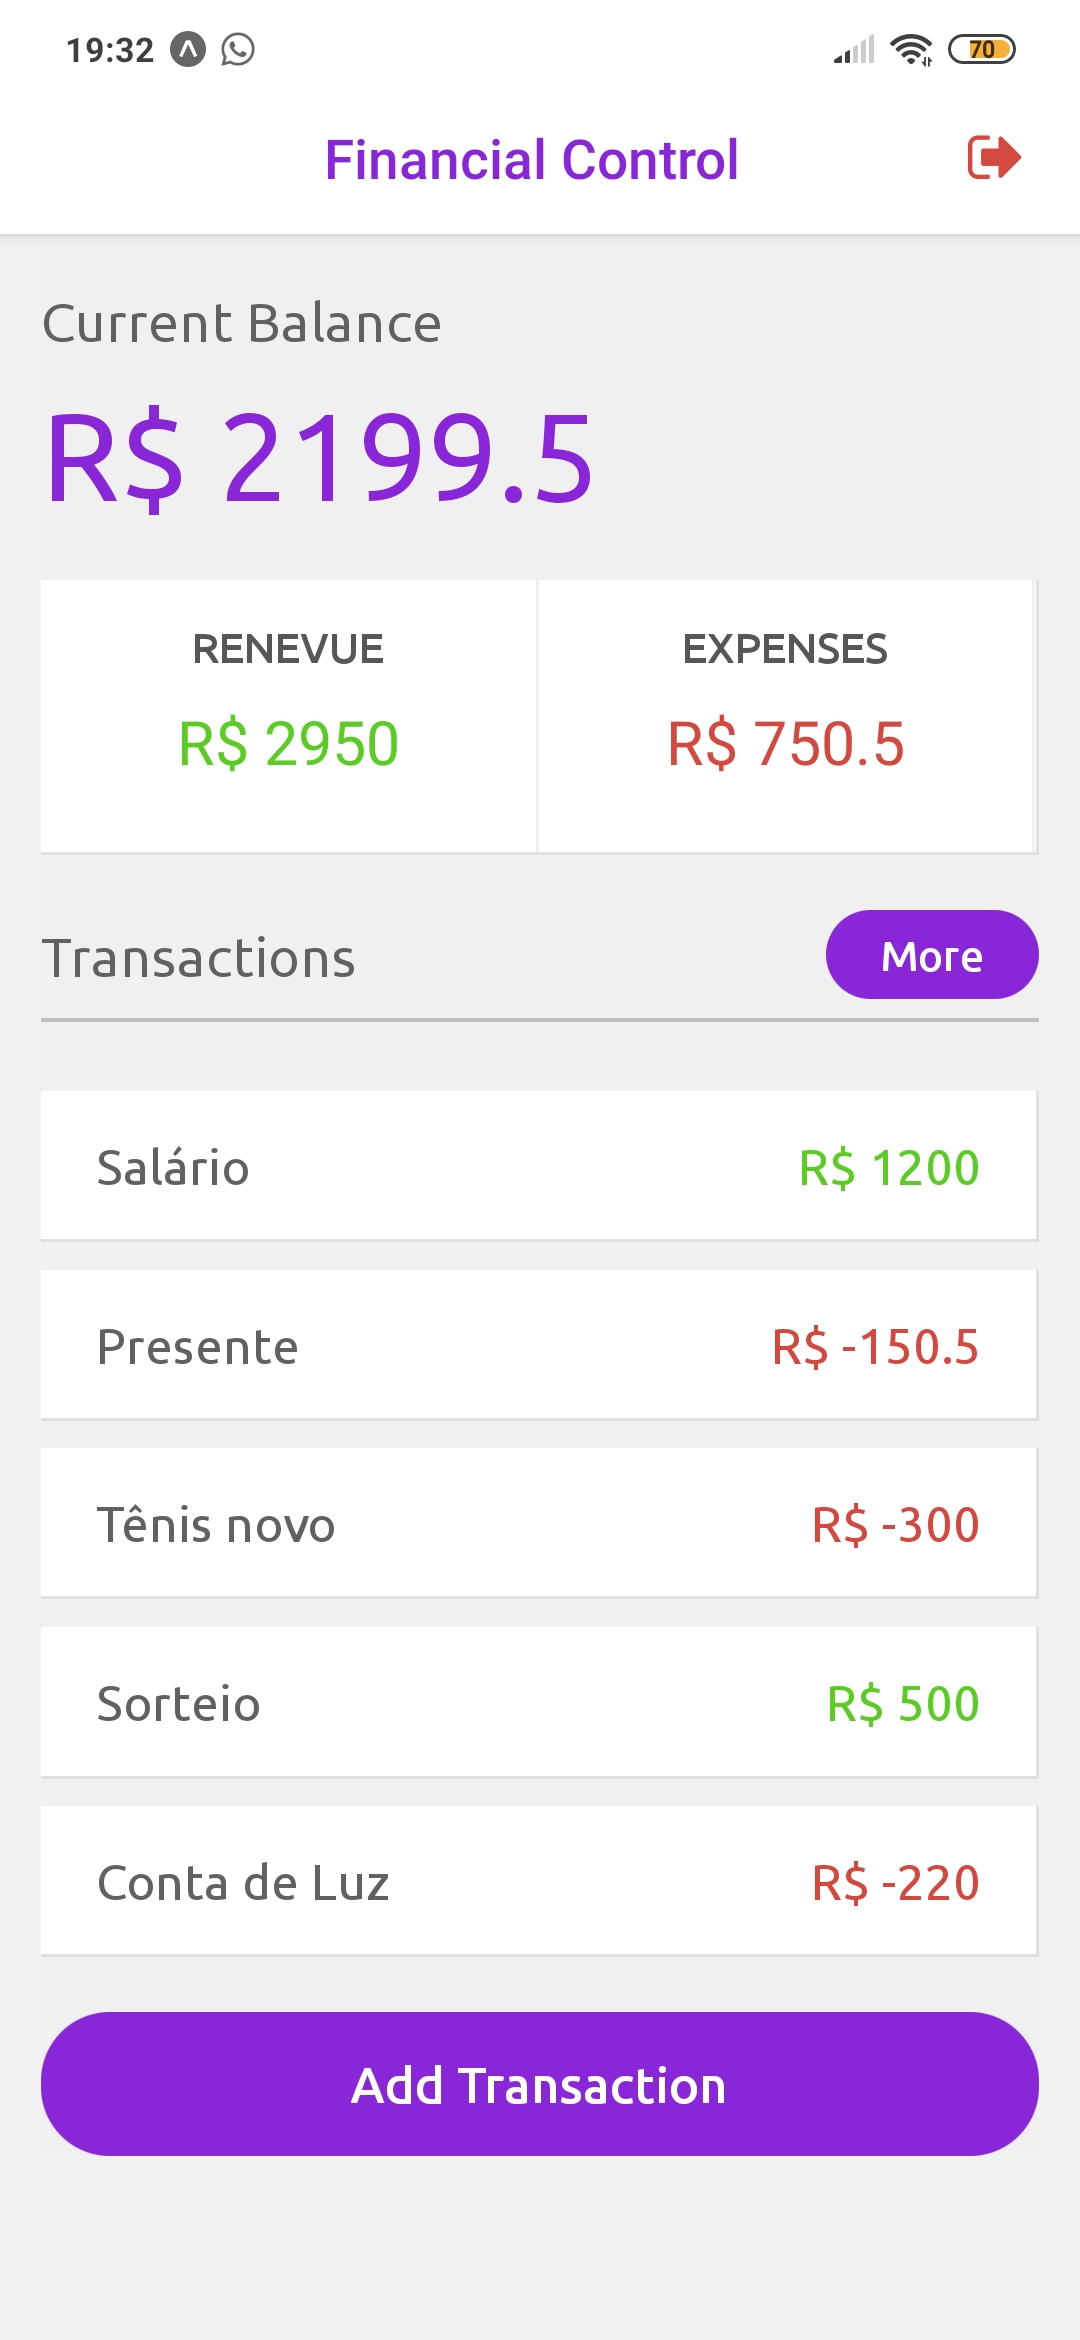 19:32
70
Financial Control
Current Balance
R$ 2199.5
RENEVUE EXPENSES
R$ 2950 R$ 750.5
Transactions More
Salário R$ 1200
Presente R$ -150.5
Tênis novo R$ -300
Sorteio R$ 500
Conta de Luz R$ -220
Add Transaction